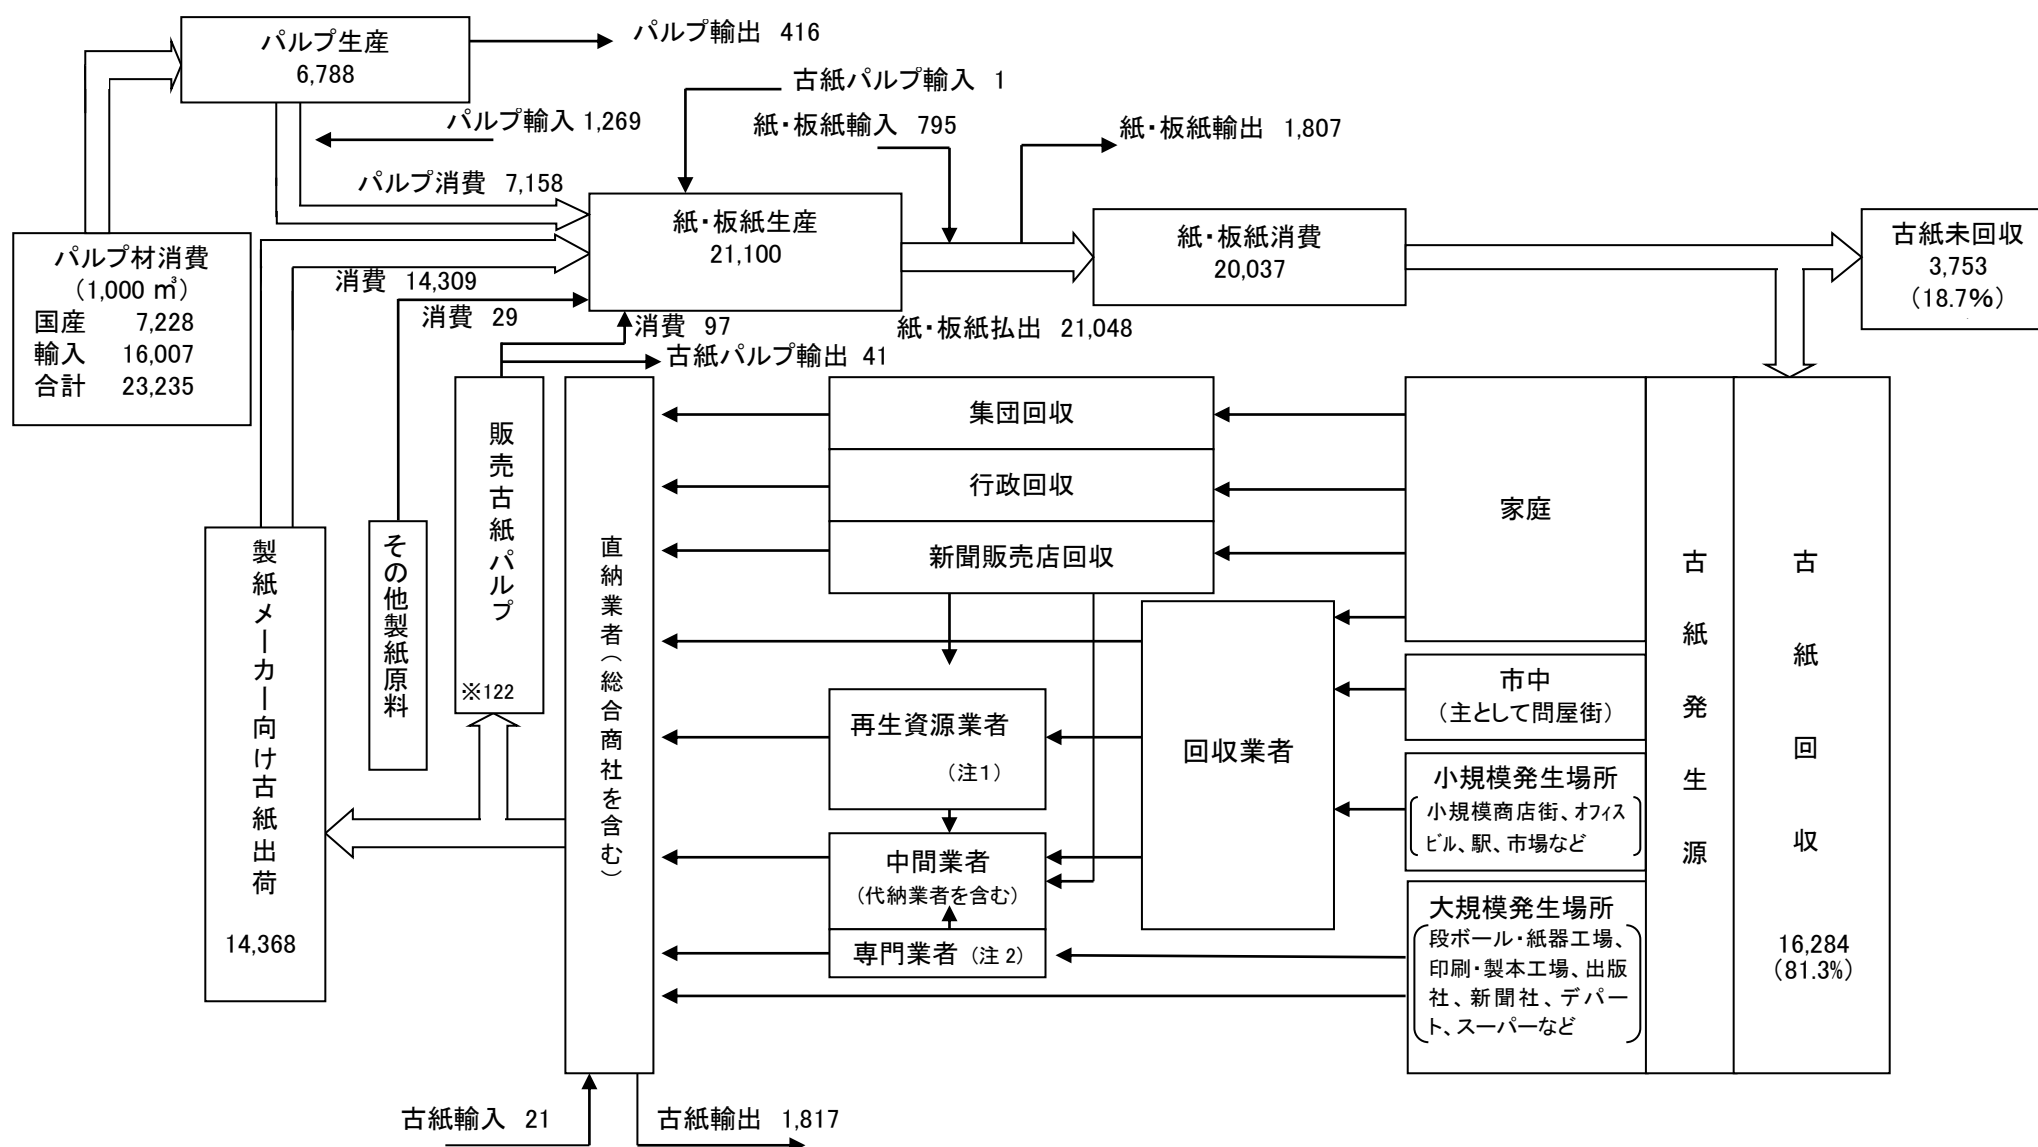 パルプ生産
6,788
パルプ輸出 416
古紙パルプ輸入 1
パルプ輸入 1,269
紙・板紙輸入 795
紙・板紙輸出 1,807
パルプ消費 7,158
紙・板紙生産
21,100
紙・板紙消費
20,037
古紙未回収
3,753
(18.7%)
パルプ材消費
(1,000 ㎥)
国産 7,228
輸入 16,007
合計 23,235
消費 14,309
消費 29
消費 97
紙・板紙払出 21,048
古紙パルプ輸出 41
販売古紙パルプ
※122
その他製紙原料
製紙メーカー向け古紙出荷
14,368
直納業者(総合商社を含む)
集団回収
行政回収
新聞販売店回収
再生資源業者
(注1)
中間業者
(代納業者を含む)
専門業者 (注 2)
回収業者
家庭
市中
(主として問屋街)
小規模発生場所
小規模商店街、オフィス
ビル、駅、市場など
大規模発生場所
段ボール・紙器工場、
印刷・製本工場、出版
社、新聞社、デパー
ト、スーパーなど
古紙発生源
古紙回収
16,284
(81.3%)
古紙輸入 21
古紙輸出 1,817